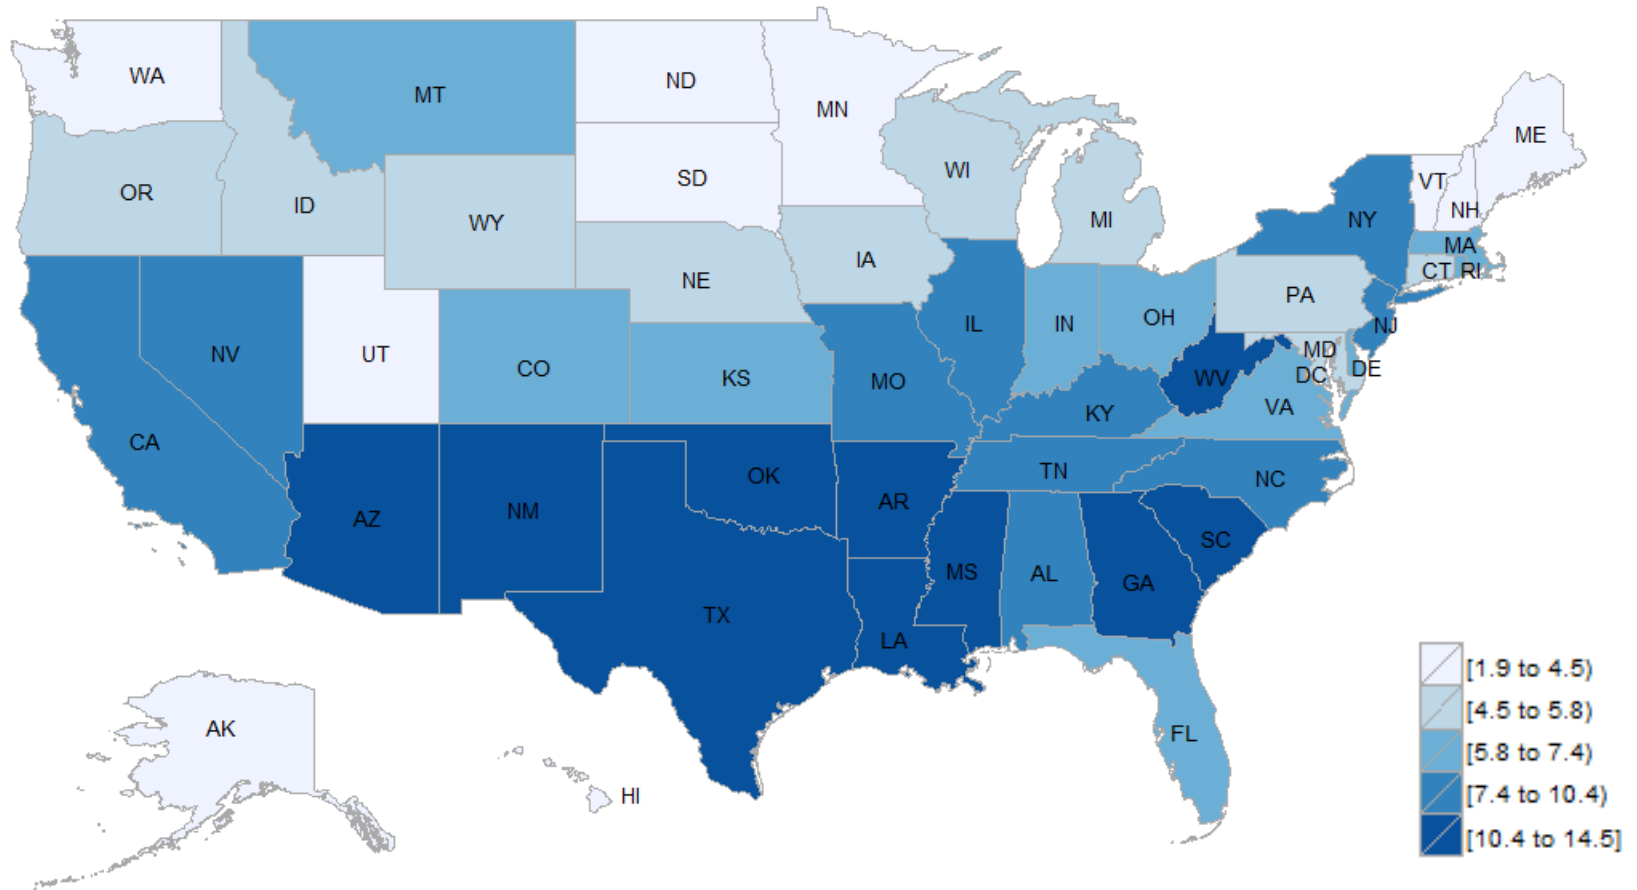 WA
MT
ND
MN
ME
OR
ID
WY
SD
WI
MI
VT
NH
NY
MA
CT
RI
NE
IA
PA
NV
UT
CO
KS
MO
IL
IN
OH
NJ
MD
DC
DE
WV
VA
KY
CA
AZ
NM
OK
AR
TN
NC
SC
TX
LA
MS
AL
GA
FL
AK
HI
[1.9 to 4.5)
[4.5 to 5.8)
[5.8 to 7.4)
[7.4 to 10.4)
[10.4 to 14.5]